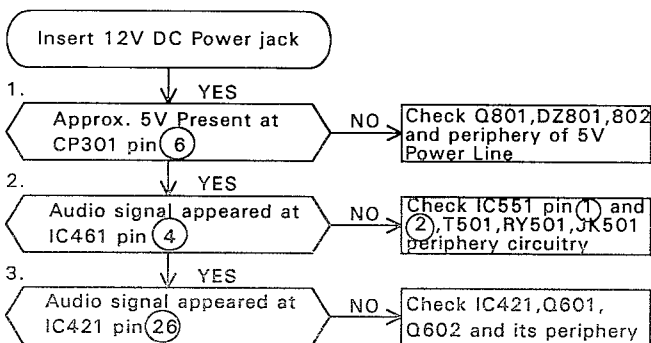 Insert 12V DC Power jack
1.
YES
Approx. 5V Present at
CP301 pin 6
NO
Check Q801,DZ801,802
and periphery of 5V
Power Line
2.
YES
Audio signal appeared at
IC461 pin 4
NO
Check IC551 pin 1 and
2,T501,RY501,JK501
periphery circuitry
3.
YES
Audio signal appeared at
IC421 pin 26
NO
Check IC421,Q601,
Q602 and its periphery